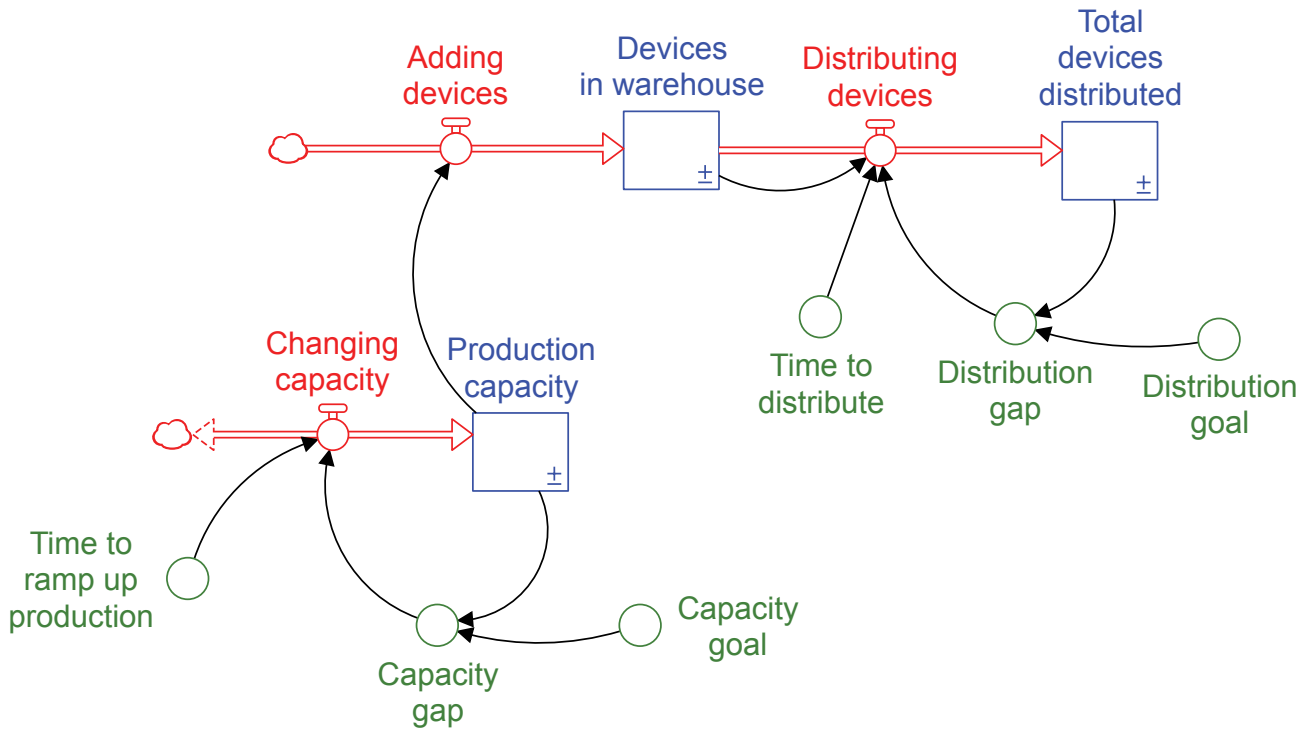 Adding
devices
Devices
in warehouse
Distributing
devices
Total
devices
distributed
±
±
Changing
capacity
Production
capacity
±
Time to
distribute
Distribution
gap
Distribution
goal
Time to
ramp up
production
Capacity
gap
Capacity
goal